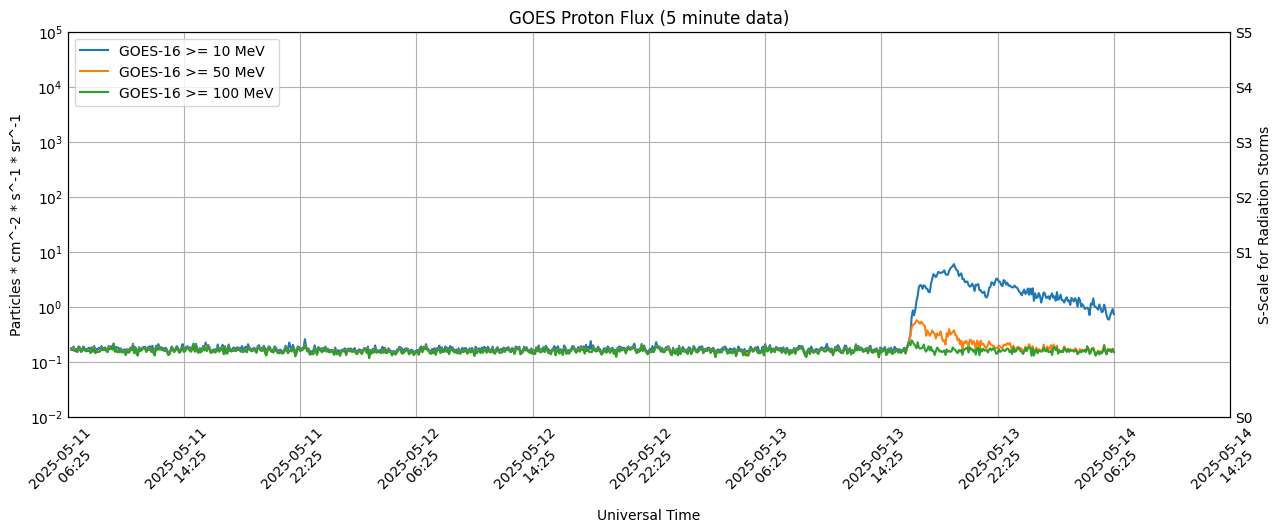 GOES Proton Flux (5 minute data)
GOES-16 >= 10 MeV
GOES-16 >= 50 MeV
GOES-16 >= 100 MeV
Particles * cm^-2 * s^-1 * sr^-1
10^5
10^4
10^3
10^2
10^1
10^0
10^-1
10^-2
S5
S4
S3
S2
S1
S0
S-Scale for Radiation Storms
2025-05-11
06:25
2025-05-11
14:25
2025-05-11
22:25
2025-05-12
06:25
2025-05-12
14:25
2025-05-12
22:25
2025-05-13
06:25
2025-05-13
14:25
2025-05-13
22:25
2025-05-14
06:25
2025-05-14
14:25
Universal Time